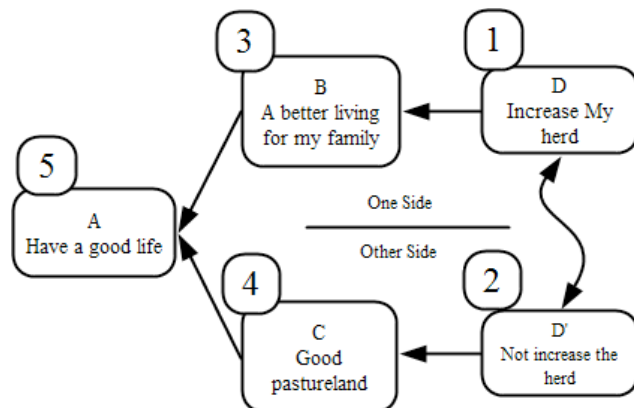 3
B
A better living
for my family
1
D
Increase My
herd
5
A
Have a good life
One Side
Other Side
4
C
Good
pastureland
2
D'
Not increase the
herd